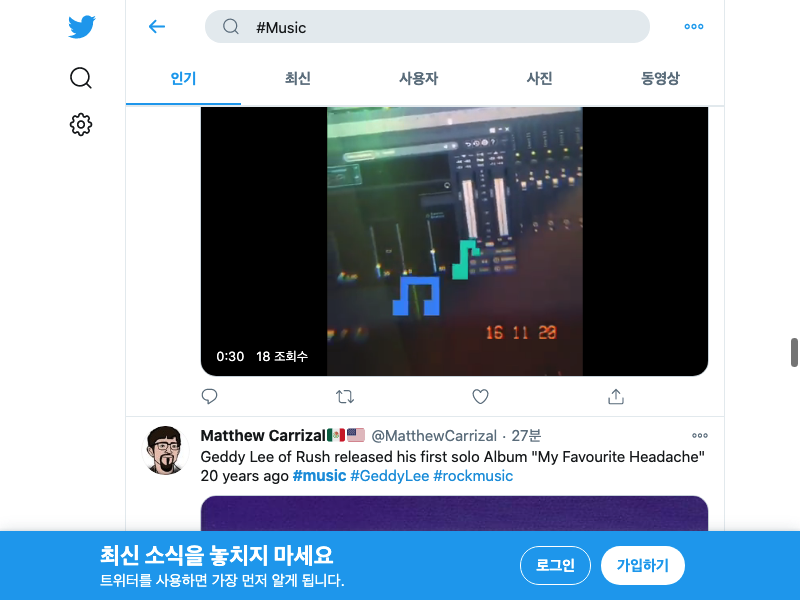 #Music
인기
최신
사용자
사진
동영상
16 11 20
0:30 18 조회수
Matthew Carrizal @MatthewCarrizal · 27분
Geddy Lee of Rush released his first solo Album "My Favourite Headache"
20 years ago #music #GeddyLee #rockmusic
최신 소식을 놓치지 마세요
트위터를 사용하면 가장 먼저 알게 됩니다.
로그인
가입하기